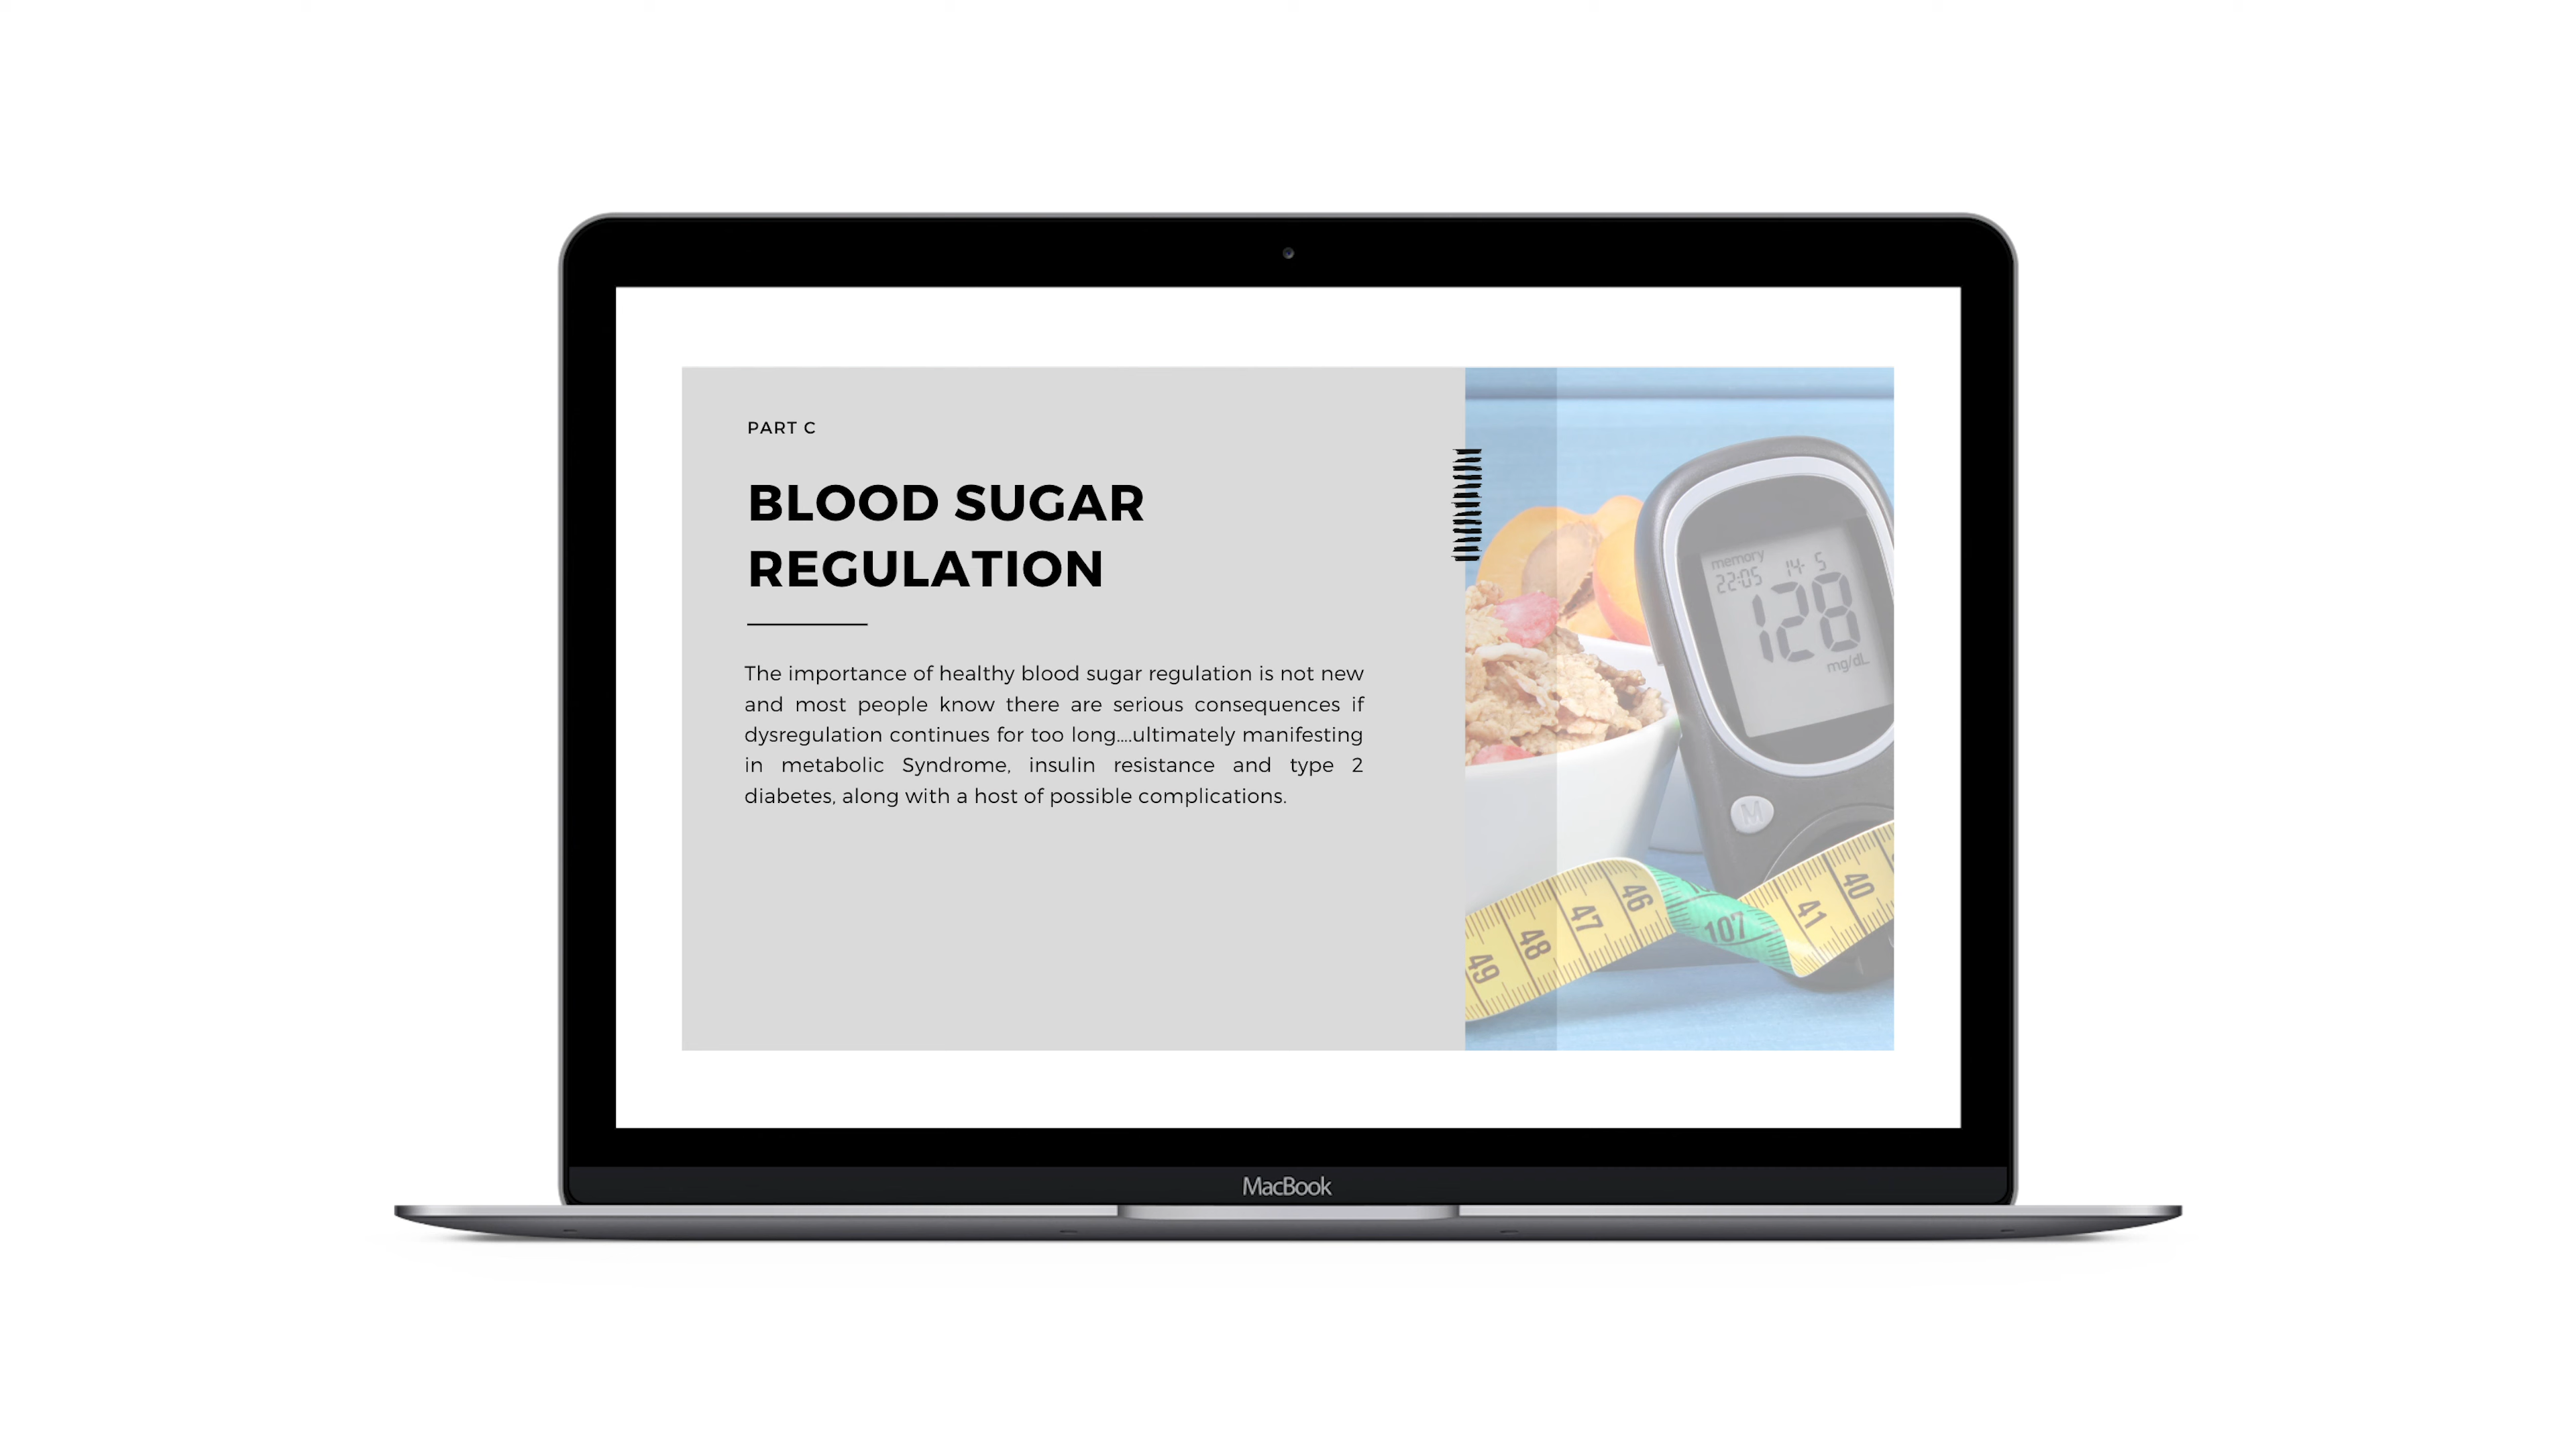 PART C
BLOOD SUGAR
REGULATION
The importance of healthy blood sugar regulation is not new
and most people know there are serious consequences if
dysregulation continues for too long....ultimately manifesting
in metabolic Syndrome, insulin resistance and type 2
diabetes, along with a host of possible complications.
memory
22:05 14- 5
128
mg/dL
M
49 48 47 46 107 41 40
MacBook